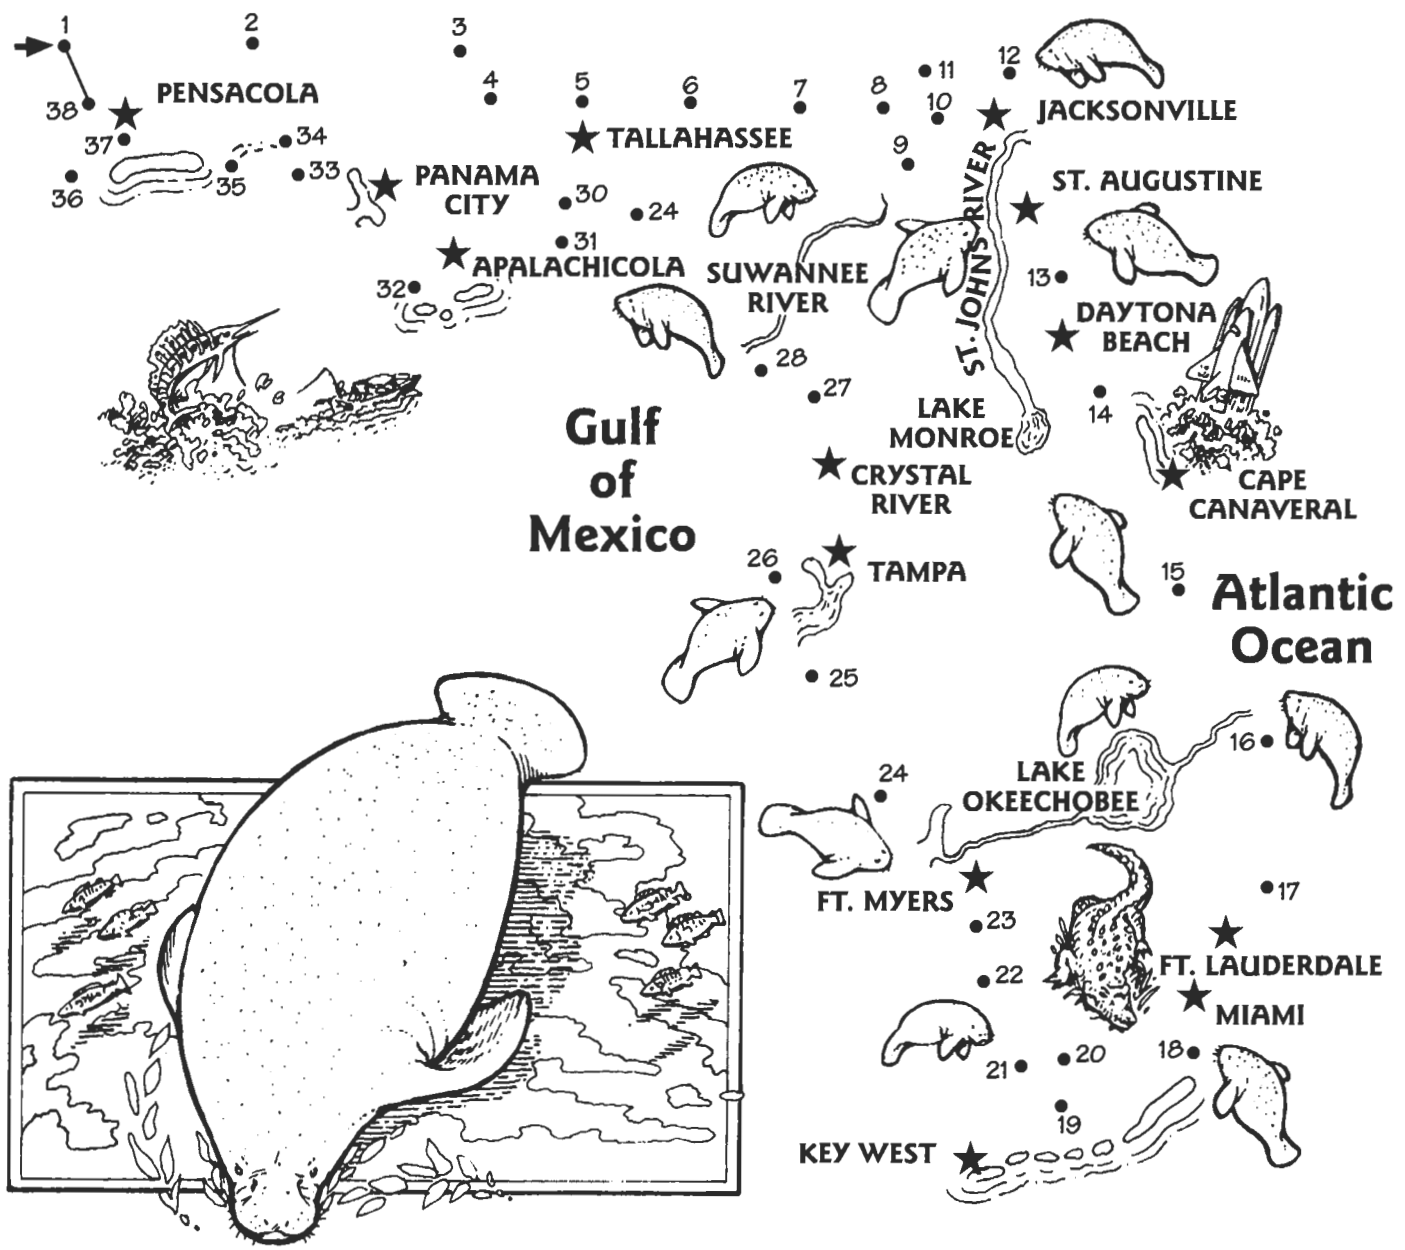 1
2
3
4
5
6
7
8
11
12
10
9
38
PENSACOLA
37
34
33
35
36
TALLAHASSEE
JACKSONVILLE
PANAMA
CITY
30
24
31
ST. JOHNS RIVER
ST. AUGUSTINE
APALACHICOLA
32
SUWANNEE
RIVER
13
DAYTONA
BEACH
28
27
14
LAKE
MONROE
Gulf
of
Mexico
CRYSTAL
RIVER
CAPE
CANAVERAL
26
TAMPA
15
Atlantic
Ocean
25
16
24
LAKE
OKEECHOBEE
FT. MYERS
17
23
FT. LAUDERDALE
22
MIAMI
21
20
18
19
KEY WEST